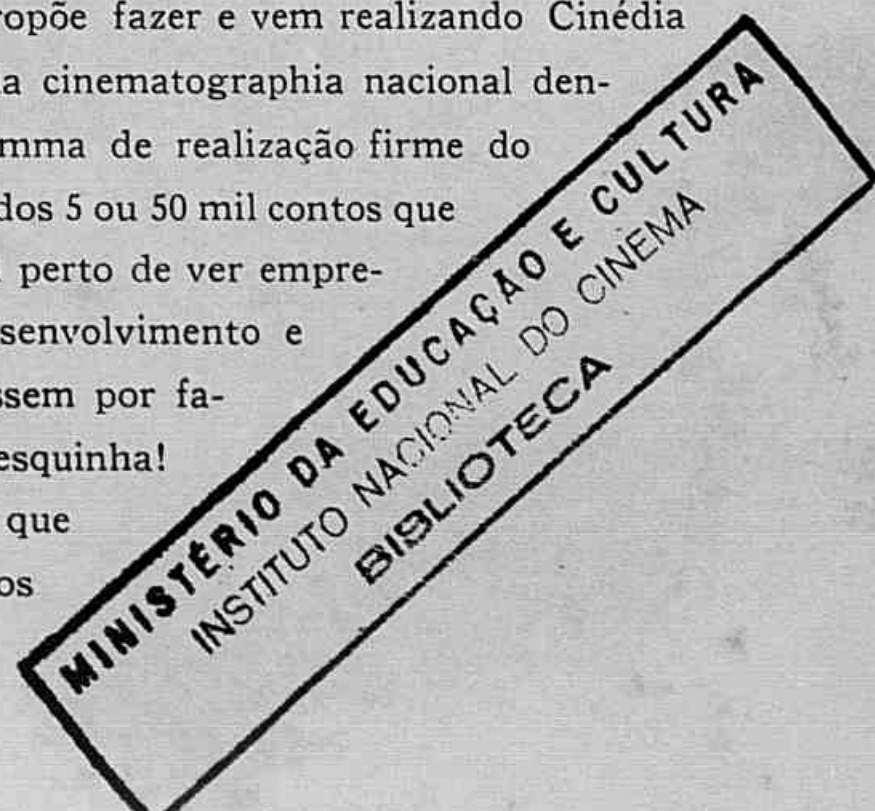 ropõe fazer e vem realizando Cinédia
a cinematographia nacional den-
mma de realização firme do
dos 5 ou 50 mil contos que
perto de ver empre-
senvolvimento e
ssem por fa-
esquinha!
que
os
MINISTÉRIO DA EDUCAÇÃO E CULTURA
INSTITUTO NACIONAL DO CINEMA
BIBLIOTECA